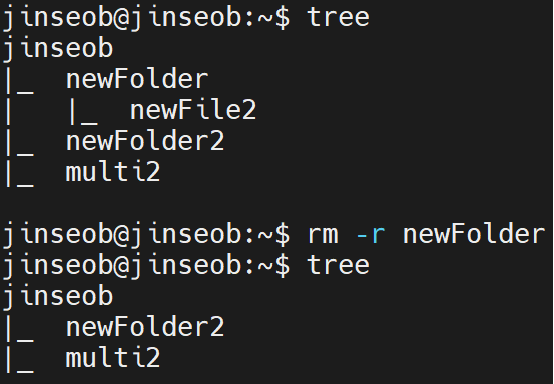 jinseob@jinseob:~$ tree
jinseob
|_  newFolder
|   |_  newFile2
|_  newFolder2
|_  multi2

jinseob@jinseob:~$ rm -r newFolder
jinseob@jinseob:~$ tree
jinseob
|_  newFolder2
|_  multi2